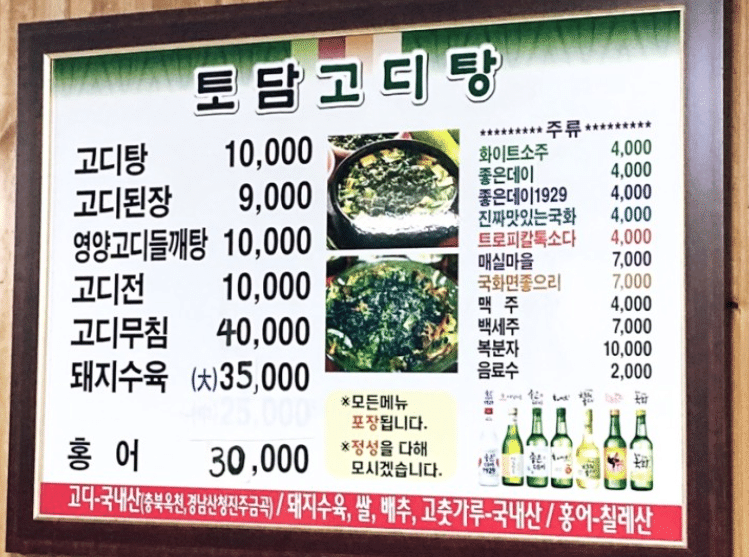 토담고디탕
고디탕 10,000
고디된장 9,000
영양고디들깨탕 10,000
고디전 10,000
고디무침 40,000
돼지수육 (大)35,000
홍 어 30,000
********* 주류 *********
화이트소주 4,000
좋은데이 4,000
좋은데이1929 4,000
진짜맛있는국화 4,000
트로피칼톡소다 4,000
매실마을 7,000
국화면좋으리 7,000
맥 주 4,000
백세주 7,000
복분자 10,000
음료수 2,000
※모든메뉴
포장됩니다.
※정성을 다해
모시겠습니다.
고디-국내산(충북옥천,경남산청진주금곡) / 돼지수육, 쌀, 배추, 고춧가루-국내산 / 홍어-칠레산